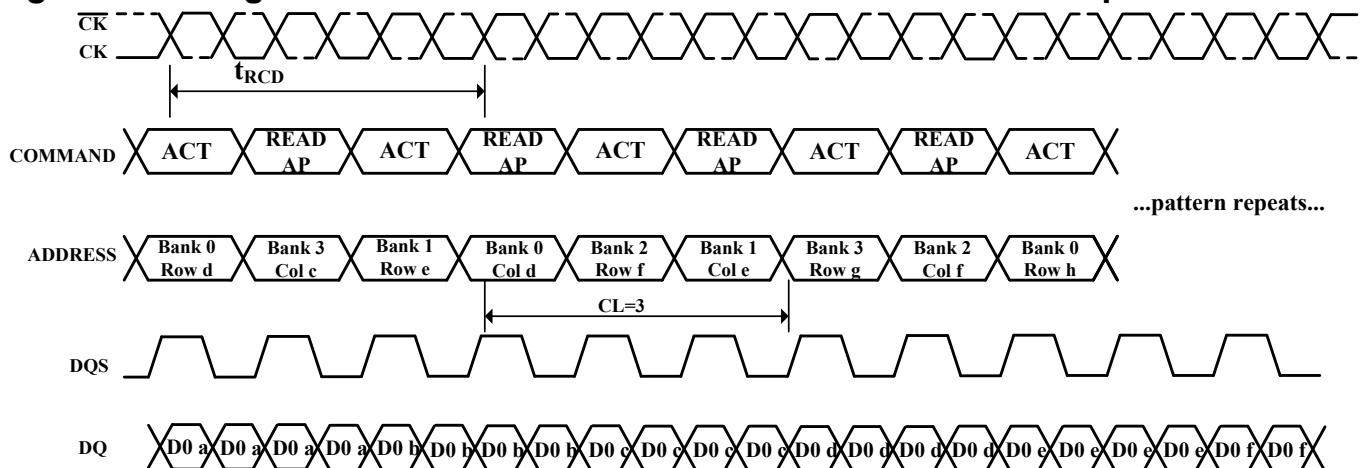 CK
CK
tRCD
COMMAND ACT READ AP ACT READ AP ACT READ AP ACT READ AP ACT
...pattern repeats...
ADDRESS Bank 0 Row d Bank 3 Col c Bank 1 Row e Bank 0 Col d Bank 2 Row f Bank 1 Col e Bank 3 Row g Bank 2 Col f Bank 0 Row h
CL=3
DQS
DQ D0 a D0 a D0 a D0 a D0 b D0 b D0 b D0 b D0 c D0 c D0 c D0 c D0 d D0 d D0 d D0 d D0 e D0 e D0 e D0 e D0 f D0 f